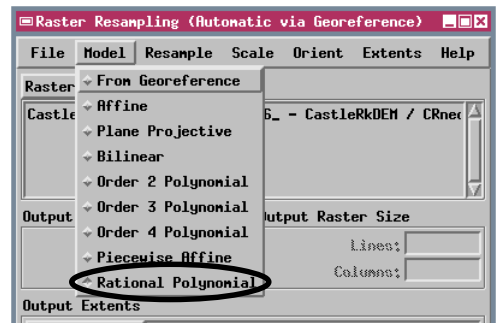 Raster Resampling (Automatic via Georeference)
File Model Resample Scale Orient Extents Help
Raster
From Georeference
Castle 6_ - CastleRkDEM / CRnec
Affine
Plane Projective
Bilinear
Order 2 Polynomial
Order 3 Polynomial
Output utput Raster Size
Order 4 Polynomial
Lines:
Piecewise Affine
Columns:
Rational Polynomial
Output Extents